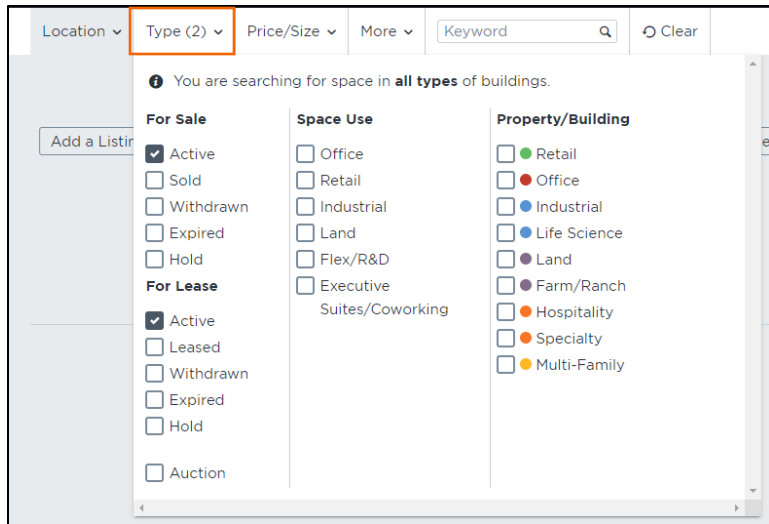 Location
Type (2)
Price/Size
More
Keyword
Clear
You are searching for space in all types of buildings.
Add a Listin
e
For Sale
Active
Sold
Withdrawn
Expired
Hold
For Lease
Active
Leased
Withdrawn
Expired
Hold
Auction
Space Use
Office
Retail
Industrial
Land
Flex/R&D
Executive
Suites/Coworking
Property/Building
Retail
Office
Industrial
Life Science
Land
Farm/Ranch
Hospitality
Specialty
Multi-Family